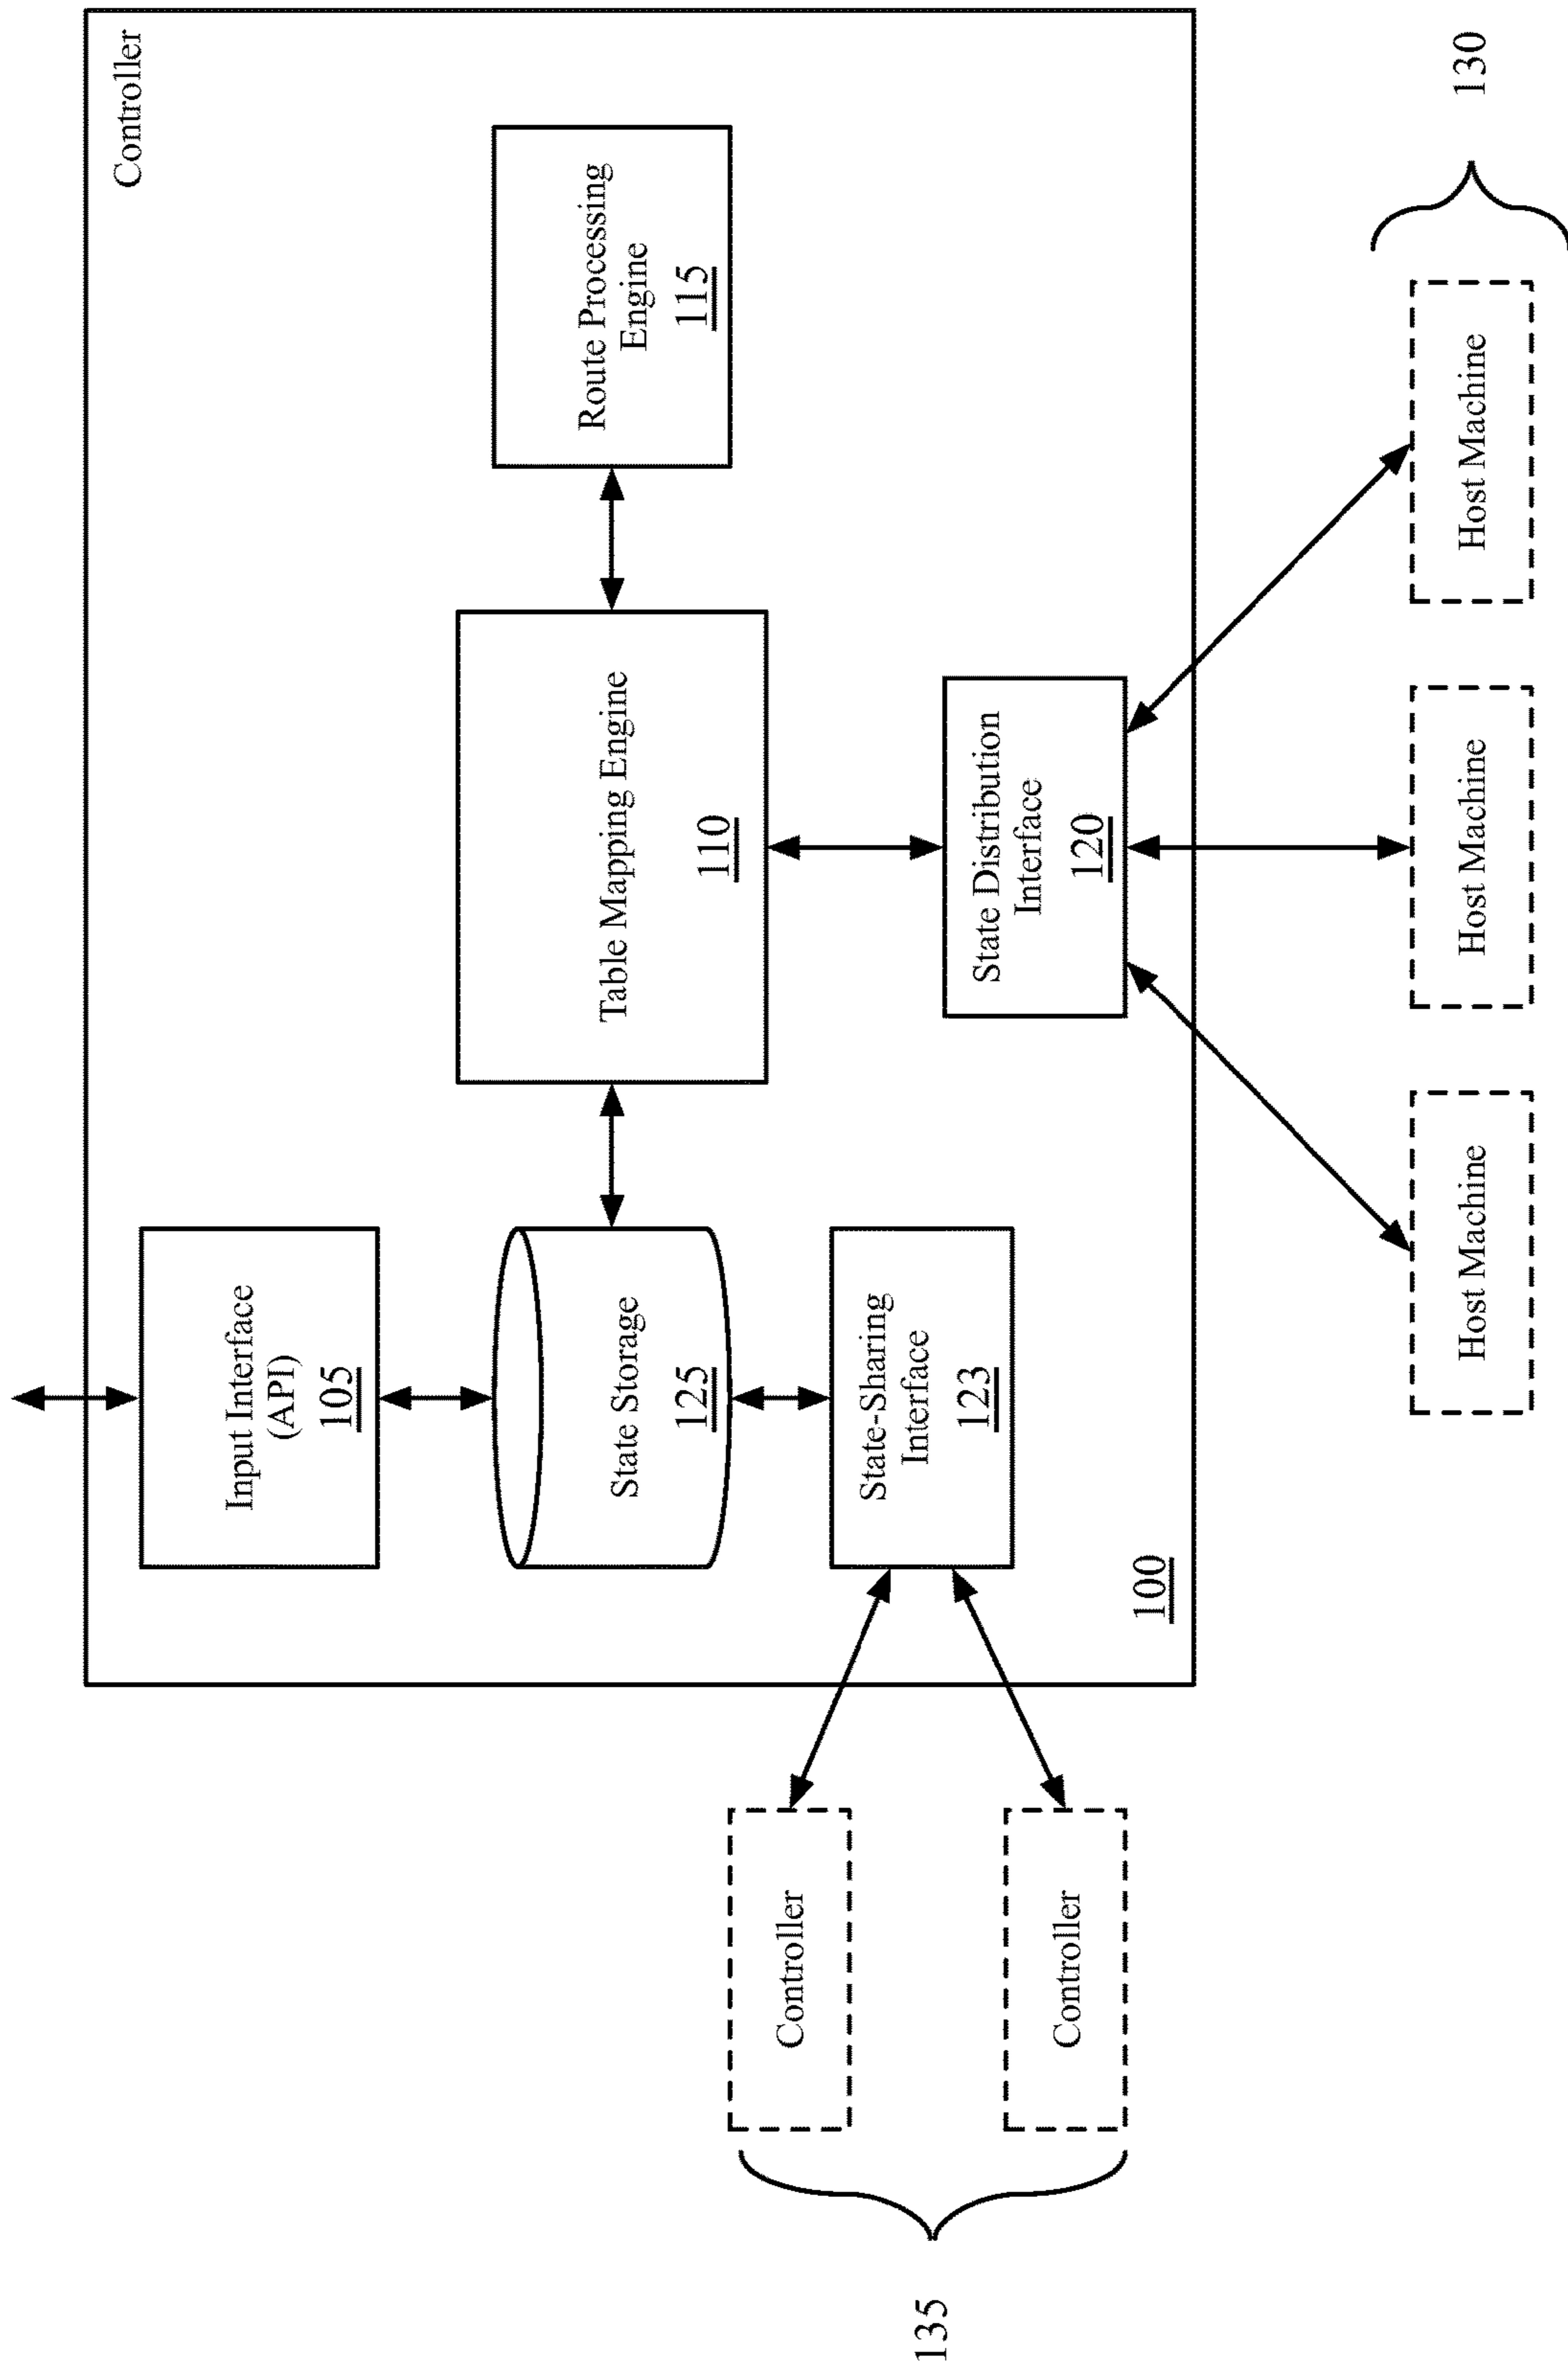 Controller
Input Interface
(API)
105
State Storage
125
Table Mapping Engine
110
Route Processing
Engine
115
State-Sharing
Interface
123
State Distribution
Interface
120
100
Controller
Controller
135
Host Machine
Host Machine
Host Machine
130